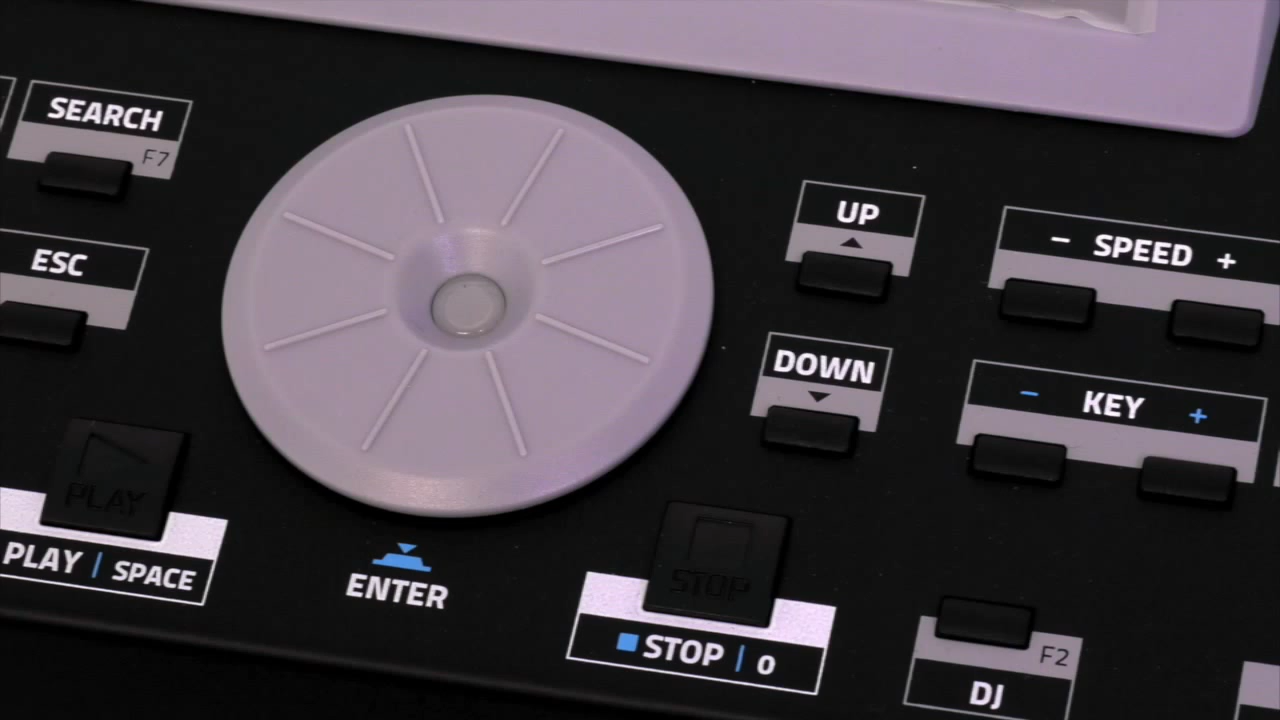 SEARCH
F7
ESC
UP
- SPEED +
DOWN
- KEY +
PLAY
PLAY | SPACE
ENTER
STOP
STOP | 0
F2
DJ